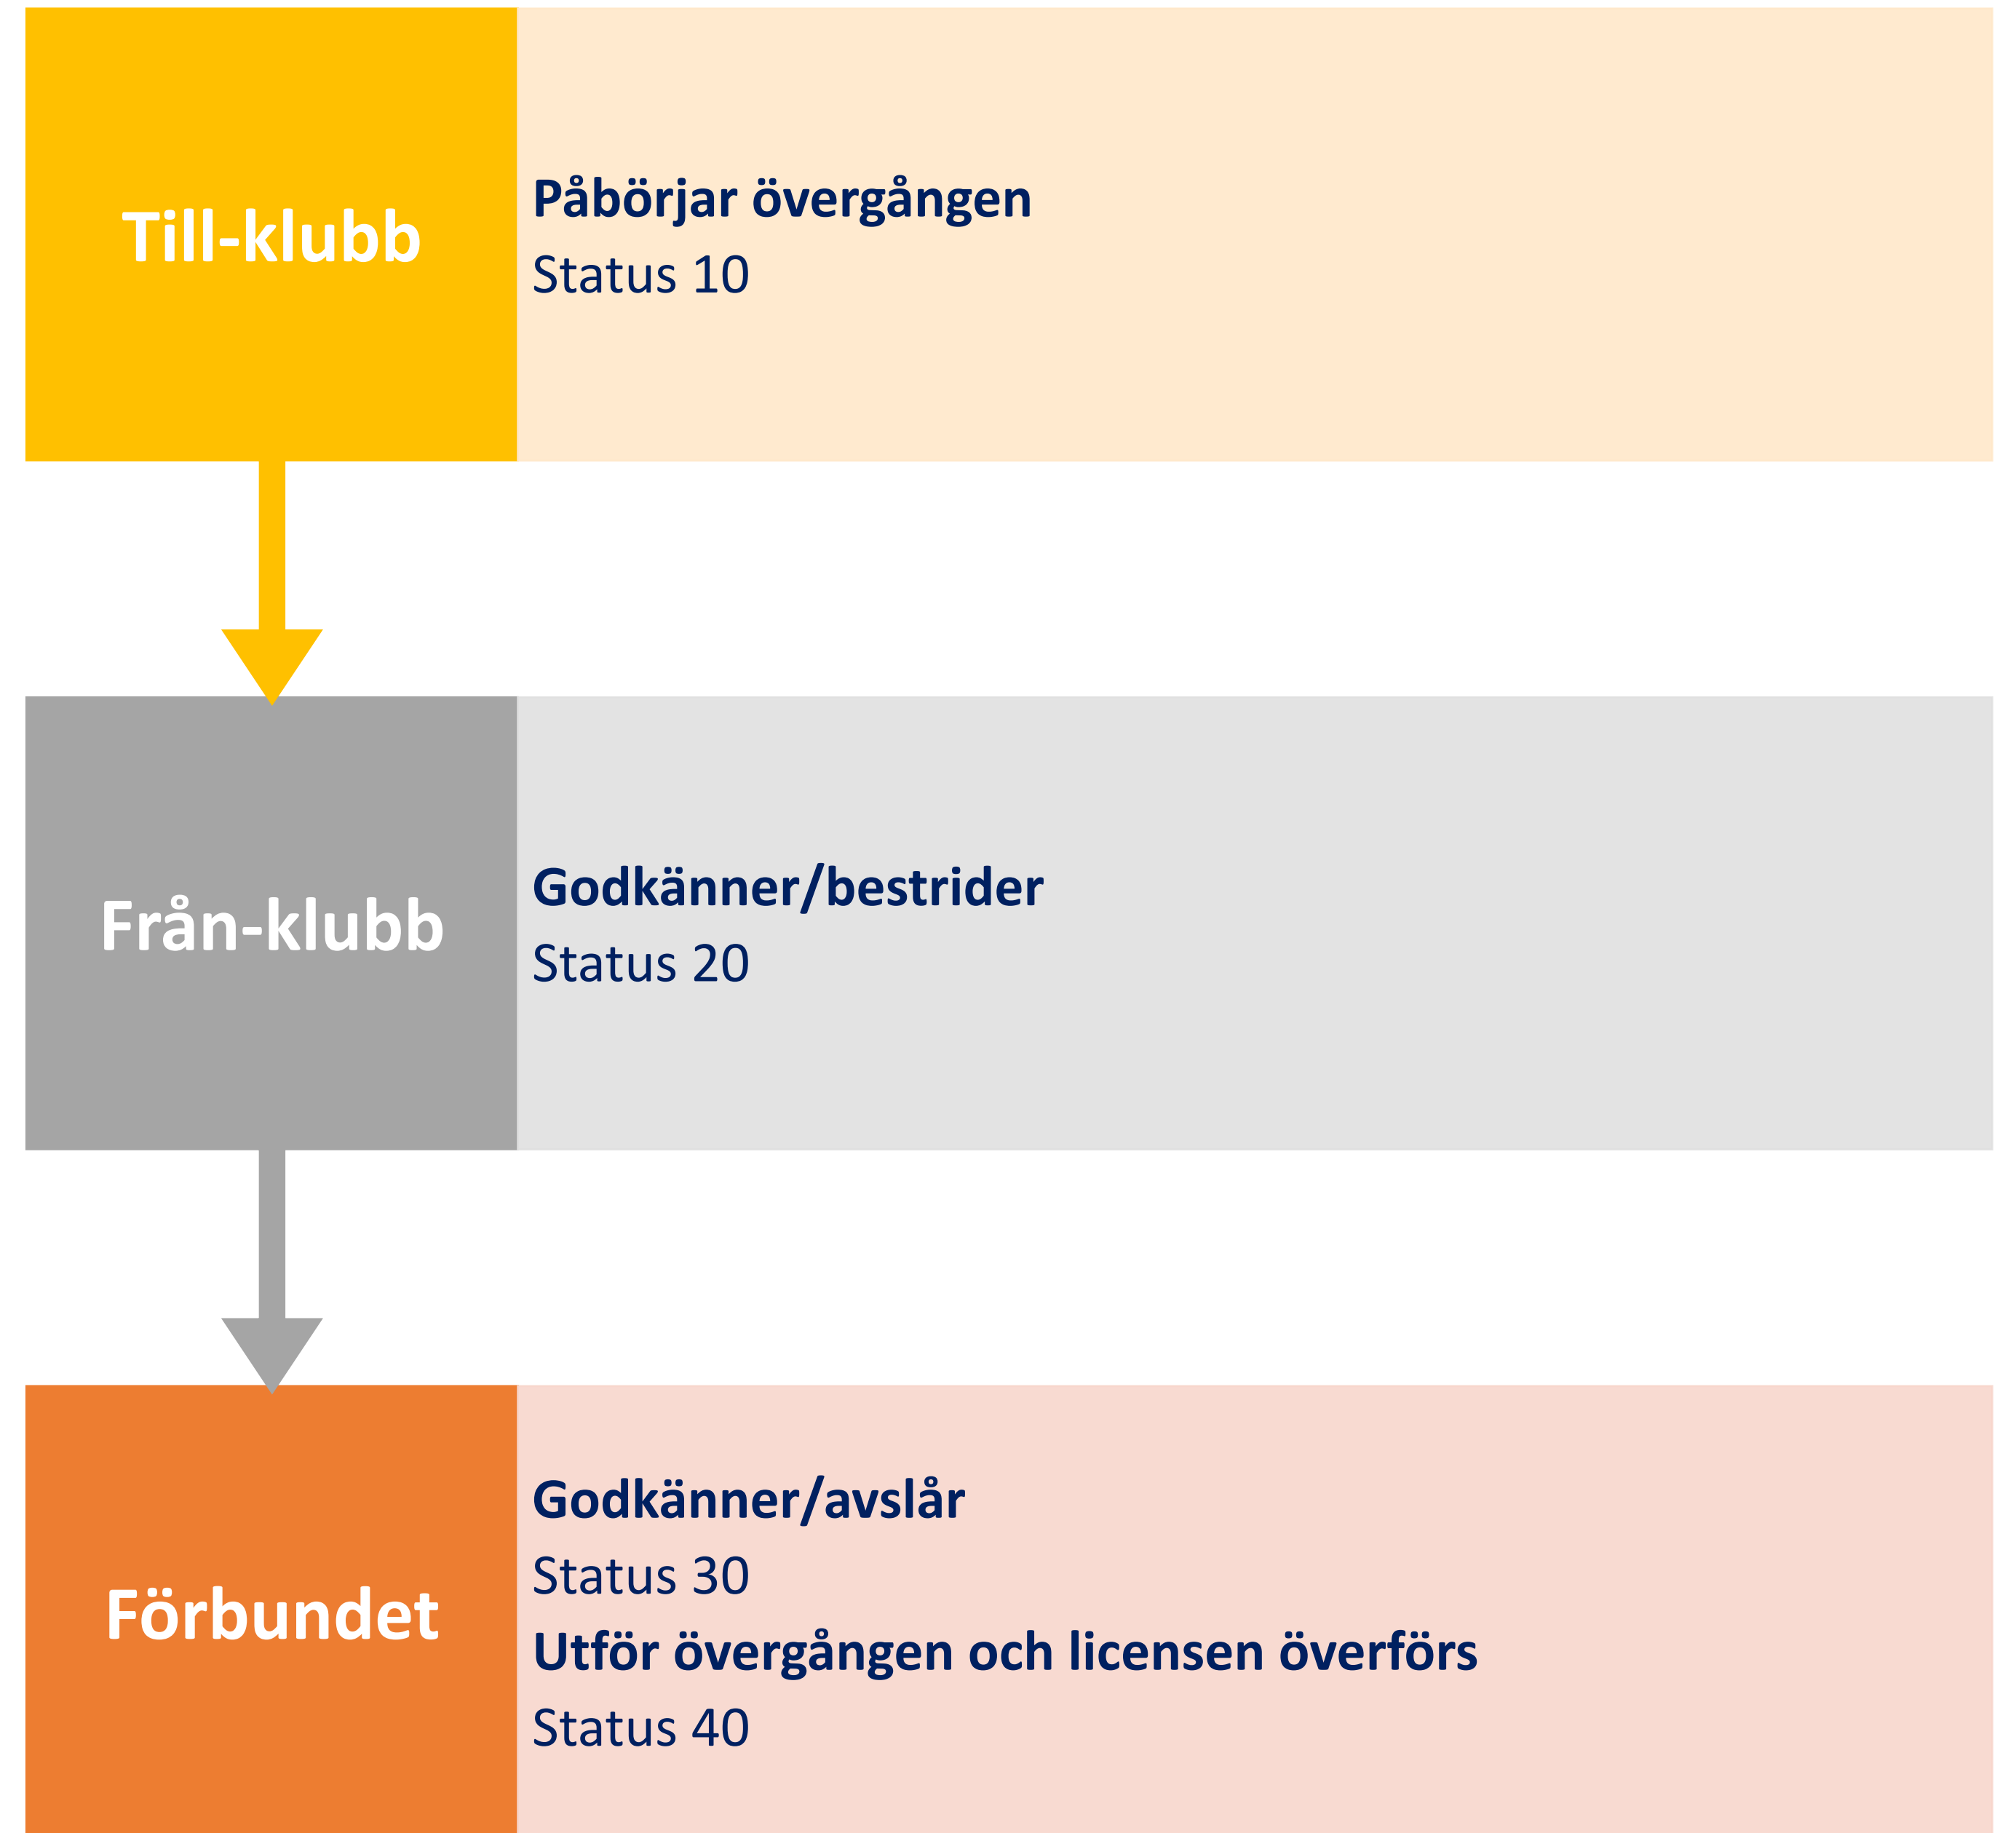 Till-klubb
Påbörjar övergången
Status 10
Från-klubb
Godkänner/bestrider
Status 20
Förbundet
Godkänner/avslår
Status 30
Utför övergången och licensen överförs
Status 40